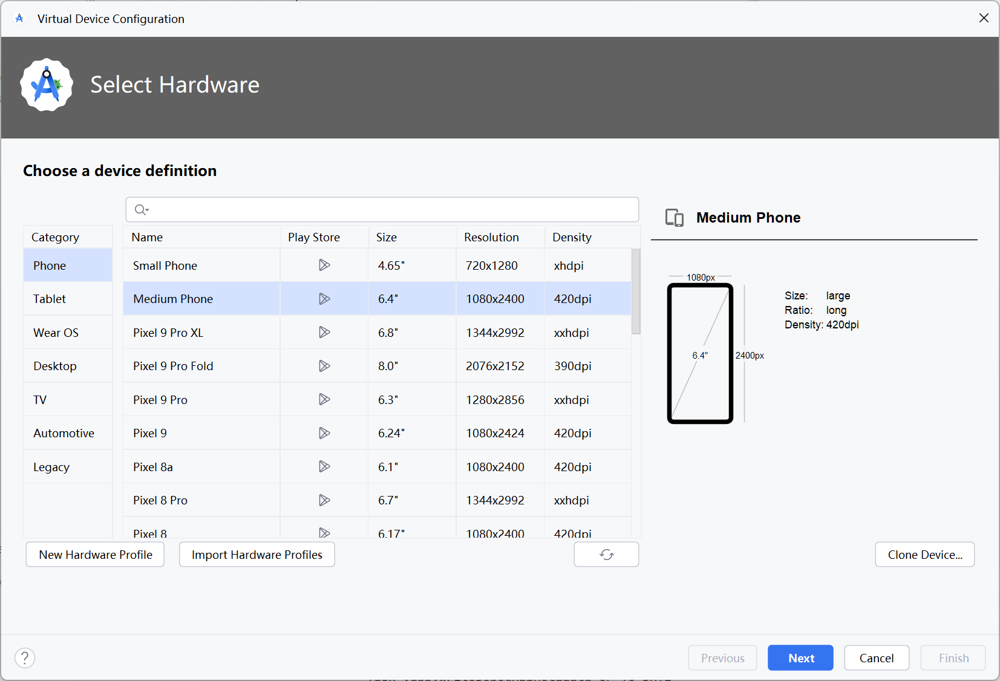 Virtual Device Configuration
Select Hardware
Choose a device definition
Category
Phone
Tablet
Wear OS
Desktop
TV
Automotive
Legacy
Name Play Store Size Resolution Density
Small Phone 4.65" 720x1280 xhdpi
Medium Phone 6.4" 1080x2400 420dpi
Pixel 9 Pro XL 6.8" 1344x2992 xxhdpi
Pixel 9 Pro Fold 8.0" 2076x2152 390dpi
Pixel 9 Pro 6.3" 1280x2856 xxhdpi
Pixel 9 6.24" 1080x2424 420dpi
Pixel 8a 6.1" 1080x2400 420dpi
Pixel 8 Pro 6.7" 1344x2992 xxhdpi
Pixel 8 6.17" 1080x2400 420dpi
Medium Phone
1080px
6.4"
2400px
Size: large
Ratio: long
Density: 420dpi
New Hardware Profile
Import Hardware Profiles
Clone Device...
?
Previous
Next
Cancel
Finish